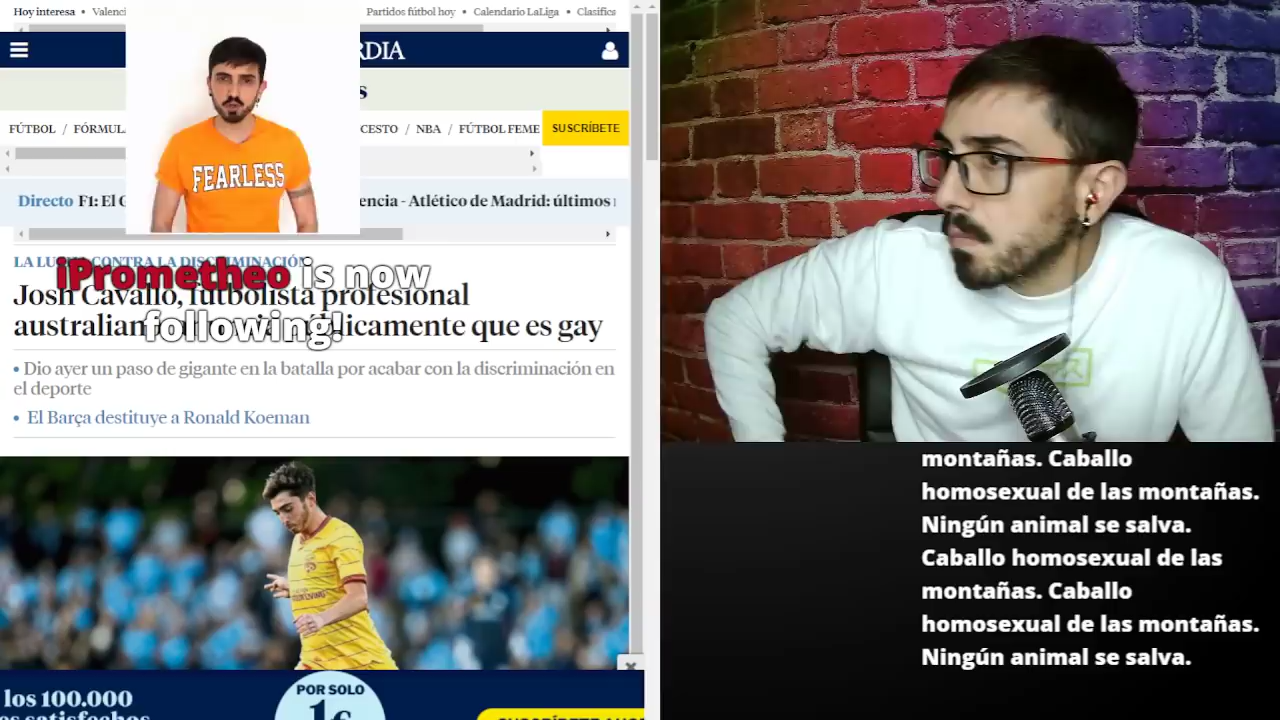 Hoy interesa • Valenci
Partidos fútbol hoy • Calendario LaLiga • Clasifica
RDIA
s
FÚTBOL / FÓRMUL
CESTO / NBA / FÚTBOL FEME
SUSCRÍBETE
FEARLESS
Directo F1: El G
encia - Atlético de Madrid: últimos
LA LU CONTRA LA DISCRIMINACIÓN
iPrometheo is now
following!
Josh Cavallo, futbolista profesional
australian licamente que es gay
• Dio ayer un paso de gigante en la batalla por acabar con la discriminación en
el deporte
• El Barça destituye a Ronald Koeman
los 100.000
os satisfechos
POR SOLO
1€
montañas. Caballo
homosexual de las montañas.
Ningún animal se salva.
Caballo homosexual de las
montañas. Caballo
homosexual de las montañas.
Ningún animal se salva.